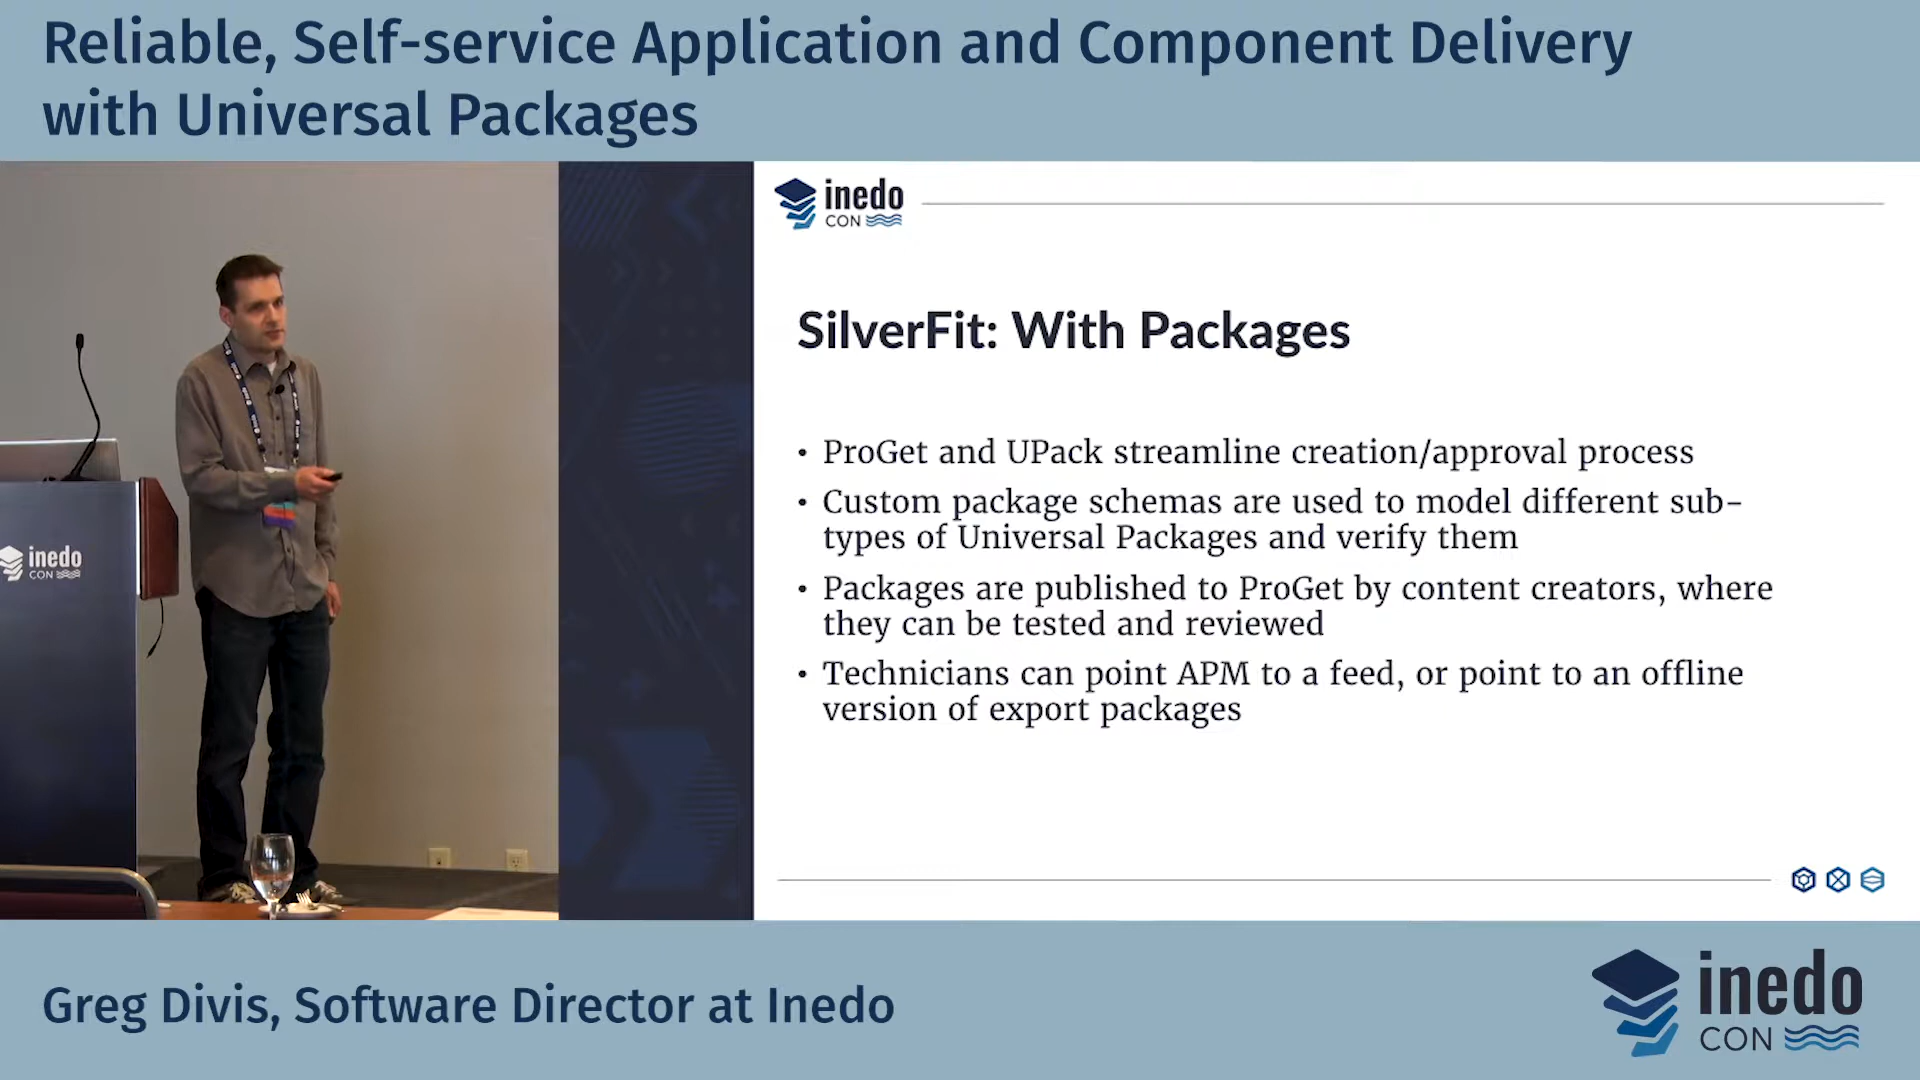 Reliable, Self-service Application and Component Delivery
with Universal Packages
inedo
CON
SilverFit: With Packages
• ProGet and UPack streamline creation/approval process
• Custom package schemas are used to model different sub-
types of Universal Packages and verify them
• Packages are published to ProGet by content creators, where
they can be tested and reviewed
• Technicians can point APM to a feed, or point to an offline
version of export packages
inedo
CON
Greg Divis, Software Director at Inedo
inedo
CON